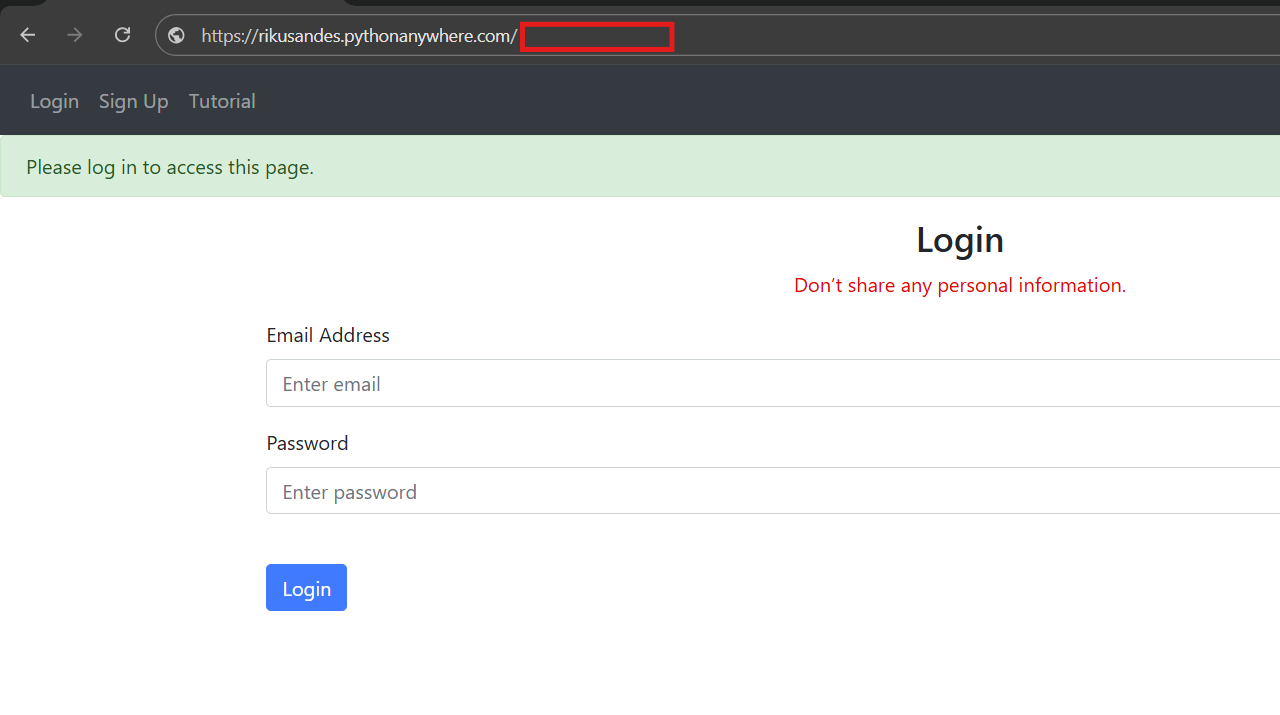 https://rikusandes.pythonanywhere.com/
Login Sign Up Tutorial
Please log in to access this page.
Login
Don’t share any personal information.
Email Address
Enter email
Password
Enter password
Login